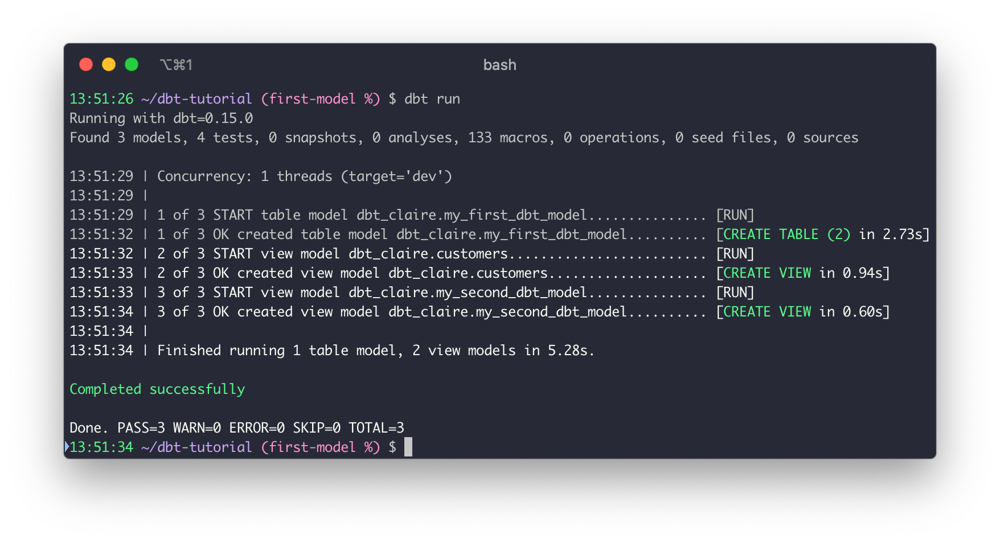 ⌥⌘1 bash
13:51:26 ~/dbt-tutorial (first-model %) $ dbt run
Running with dbt=0.15.0
Found 3 models, 4 tests, 0 snapshots, 0 analyses, 133 macros, 0 operations, 0 seed files, 0 sources
13:51:29 | Concurrency: 1 threads (target='dev')
13:51:29 |
13:51:29 | 1 of 3 START table model dbt_claire.my_first_dbt_model............... [RUN]
13:51:32 | 1 of 3 OK created table model dbt_claire.my_first_dbt_model.......... [CREATE TABLE (2) in 2.73s]
13:51:32 | 2 of 3 START view model dbt_claire.customers......................... [RUN]
13:51:33 | 2 of 3 OK created view model dbt_claire.customers.................... [CREATE VIEW in 0.94s]
13:51:33 | 3 of 3 START view model dbt_claire.my_second_dbt_model............... [RUN]
13:51:34 | 3 of 3 OK created view model dbt_claire.my_second_dbt_model.......... [CREATE VIEW in 0.60s]
13:51:34 |
13:51:34 | Finished running 1 table model, 2 view models in 5.28s.
Completed successfully
Done. PASS=3 WARN=0 ERROR=0 SKIP=0 TOTAL=3
13:51:34 ~/dbt-tutorial (first-model %) $